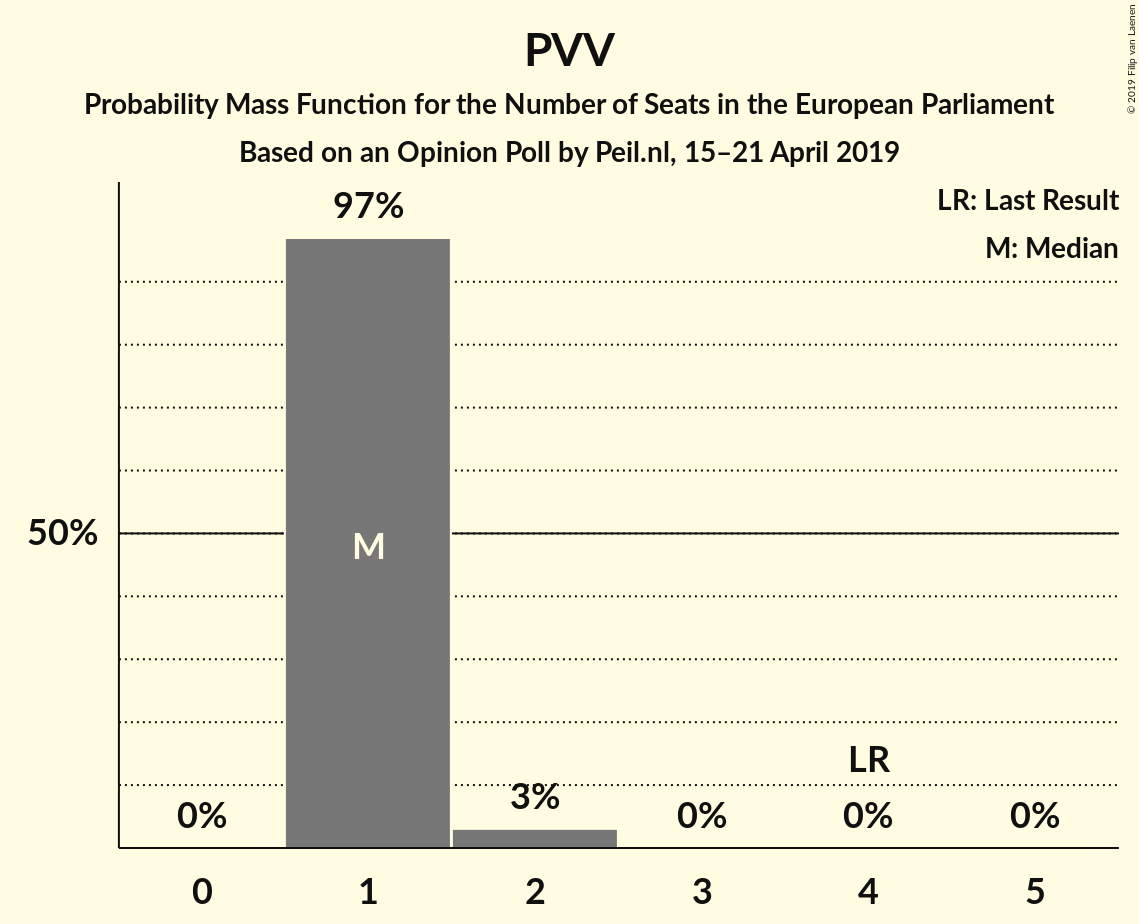 PVV
Probability Mass Function for the Number of Seats in the European Parliament
Based on an Opinion Poll by Peil.nl, 15–21 April 2019
© 2019 Filip van Laenen
LR: Last Result
M: Median
97%
50%
M
LR
0%
3%
0%
0%
0%
0 1 2 3 4 5